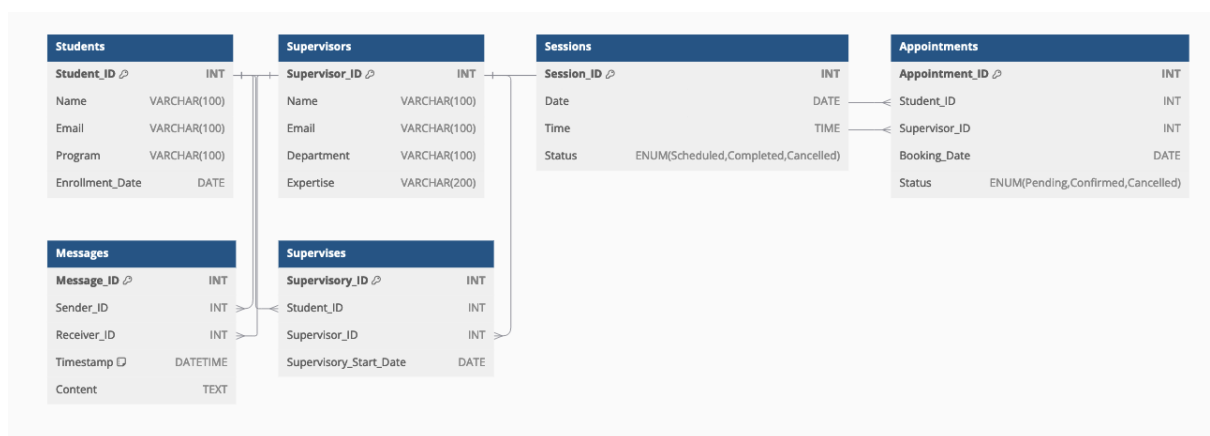 Students
Student_ID INT
Name VARCHAR(100)
Email VARCHAR(100)
Program VARCHAR(100)
Enrollment_Date DATE
Supervisors
Supervisor_ID INT
Name VARCHAR(100)
Email VARCHAR(100)
Department VARCHAR(100)
Expertise VARCHAR(200)
Sessions
Session_ID INT
Date DATE
Time TIME
Status ENUM(Scheduled,Completed,Cancelled)
Appointments
Appointment_ID INT
Student_ID INT
Supervisor_ID INT
Booking_Date DATE
Status ENUM(Pending,Confirmed,Cancelled)
Messages
Message_ID INT
Sender_ID INT
Receiver_ID INT
Timestamp DATETIME
Content TEXT
Supervises
Supervisory_ID INT
Student_ID INT
Supervisor_ID INT
Supervisory_Start_Date DATE